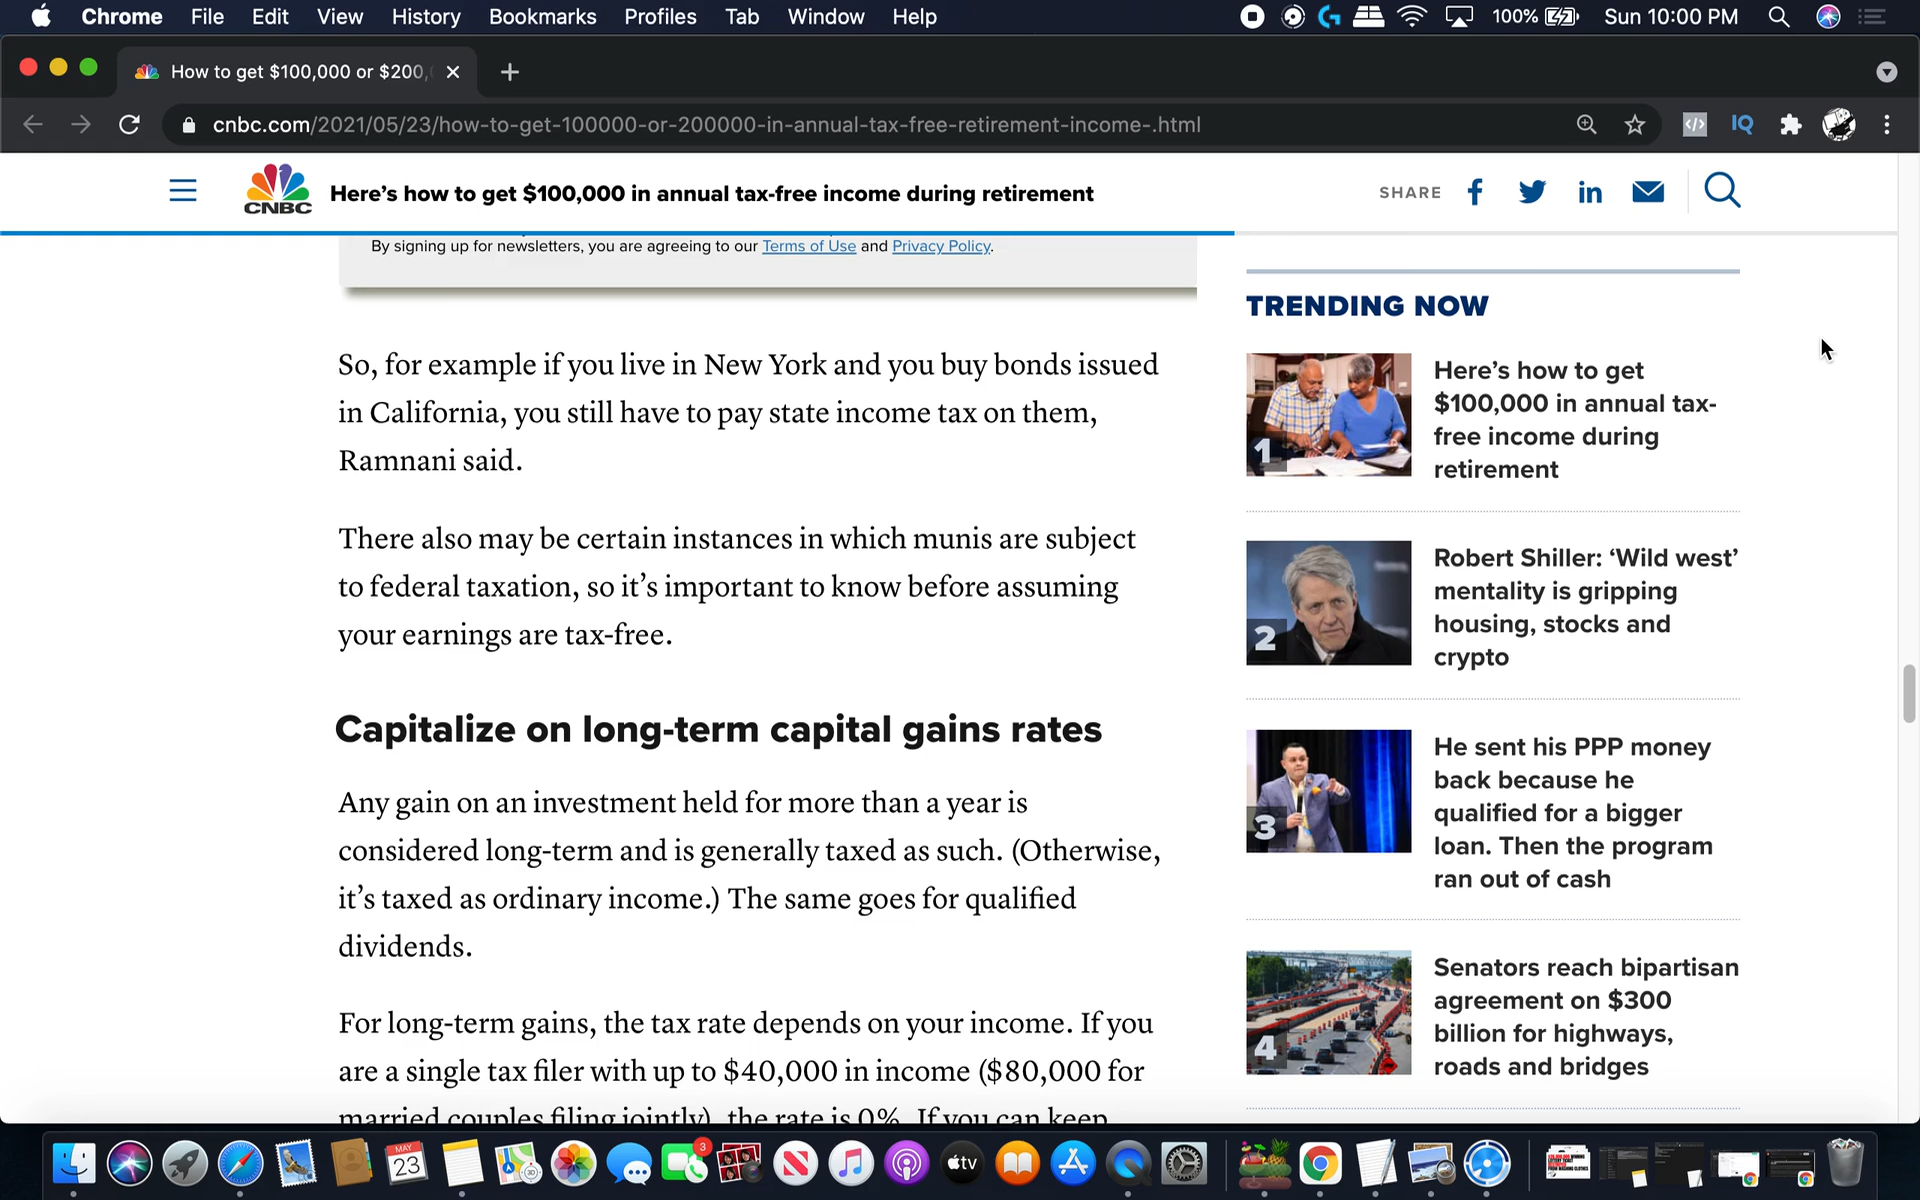 Chrome File Edit View History Bookmarks Profiles Tab Window Help 100% Sun 10:00 PM
How to get $100,000 or $200,
cnbc.com/2021/05/23/how-to-get-100000-or-200000-in-annual-tax-free-retirement-income-.html
IQ
CNBC
Here’s how to get $100,000 in annual tax-free income during retirement
SHARE
By signing up for newsletters, you are agreeing to our Terms of Use and Privacy Policy.
So, for example if you live in New York and you buy bonds issued
in California, you still have to pay state income tax on them,
Ramnani said.
There also may be certain instances in which munis are subject
to federal taxation, so it’s important to know before assuming
your earnings are tax-free.
Capitalize on long-term capital gains rates
Any gain on an investment held for more than a year is
considered long-term and is generally taxed as such. (Otherwise,
it’s taxed as ordinary income.) The same goes for qualified
dividends.
For long-term gains, the tax rate depends on your income. If you
are a single tax filer with up to $40,000 in income ($80,000 for
married couples filing jointly), the rate is 0%. If you can keep
TRENDING NOW
1
Here’s how to get
$100,000 in annual tax-
free income during
retirement
2
Robert Shiller: ‘Wild west’
mentality is gripping
housing, stocks and
crypto
3
He sent his PPP money
back because he
qualified for a bigger
loan. Then the program
ran out of cash
4
Senators reach bipartisan
agreement on $300
billion for highways,
roads and bridges
MAY
23
3
tv